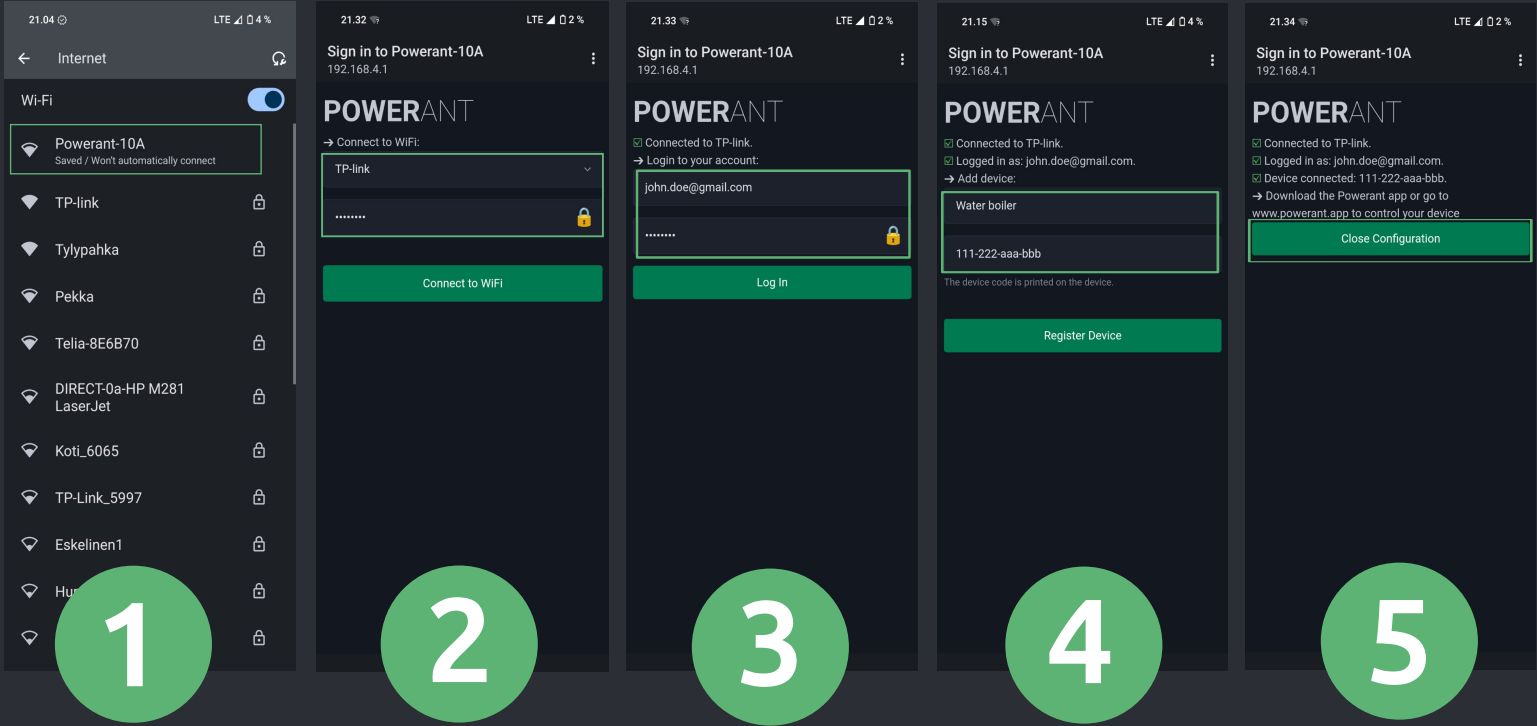 21.04
LTE 4 %
Internet
Wi-Fi
Powerant-10A
Saved / Won't automatically connect
TP-link
Tylypahka
Pekka
Telia-8E6B70
DIRECT-0a-HP M281
LaserJet
Koti_6065
TP-Link_5997
Eskelinen1
1
21.32
LTE 2 %
Sign in to Powerant-10A
192.168.4.1
POWERANT
→ Connect to WiFi:
TP-link
••••••••
Connect to WiFi
2
21.33
LTE 2 %
Sign in to Powerant-10A
192.168.4.1
POWERANT
☑ Connected to TP-link.
→ Login to your account:
john.doe@gmail.com
••••••••
Log In
3
21.15
LTE 4 %
Sign in to Powerant-10A
192.168.4.1
POWERANT
☑ Connected to TP-link.
☑ Logged in as: john.doe@gmail.com.
→ Add device:
Water boiler
111-222-aaa-bbb
The device code is printed on the device.
Register Device
4
21.34
LTE 2 %
Sign in to Powerant-10A
192.168.4.1
POWERANT
☑ Connected to TP-link.
☑ Logged in as: john.doe@gmail.com.
☑ Device connected: 111-222-aaa-bbb.
→ Download the Powerant app or go to
www.powerant.app to control your device
Close Configuration
5